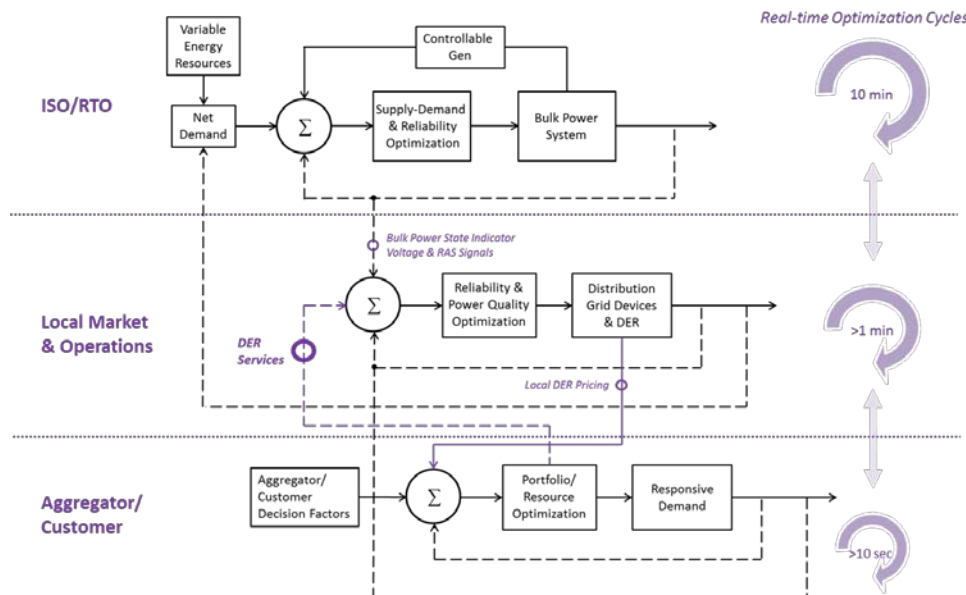 Real-time Optimization Cycles
Variable
Energy
Resources
Controllable
Gen
ISO/RTO
Net
Demand
Σ
Supply-Demand
& Reliability
Optimization
Bulk Power
System
10 min
Bulk Power State Indicator
Voltage & RAS Signals
Local Market
& Operations
DER
Services
Σ
Reliability &
Power Quality
Optimization
Distribution
Grid Devices
& DER
>1 min
Local DER Pricing
Aggregator/
Customer
Aggregator/
Customer
Decision Factors
Σ
Portfolio/
Resource
Optimization
Responsive
Demand
>10 sec